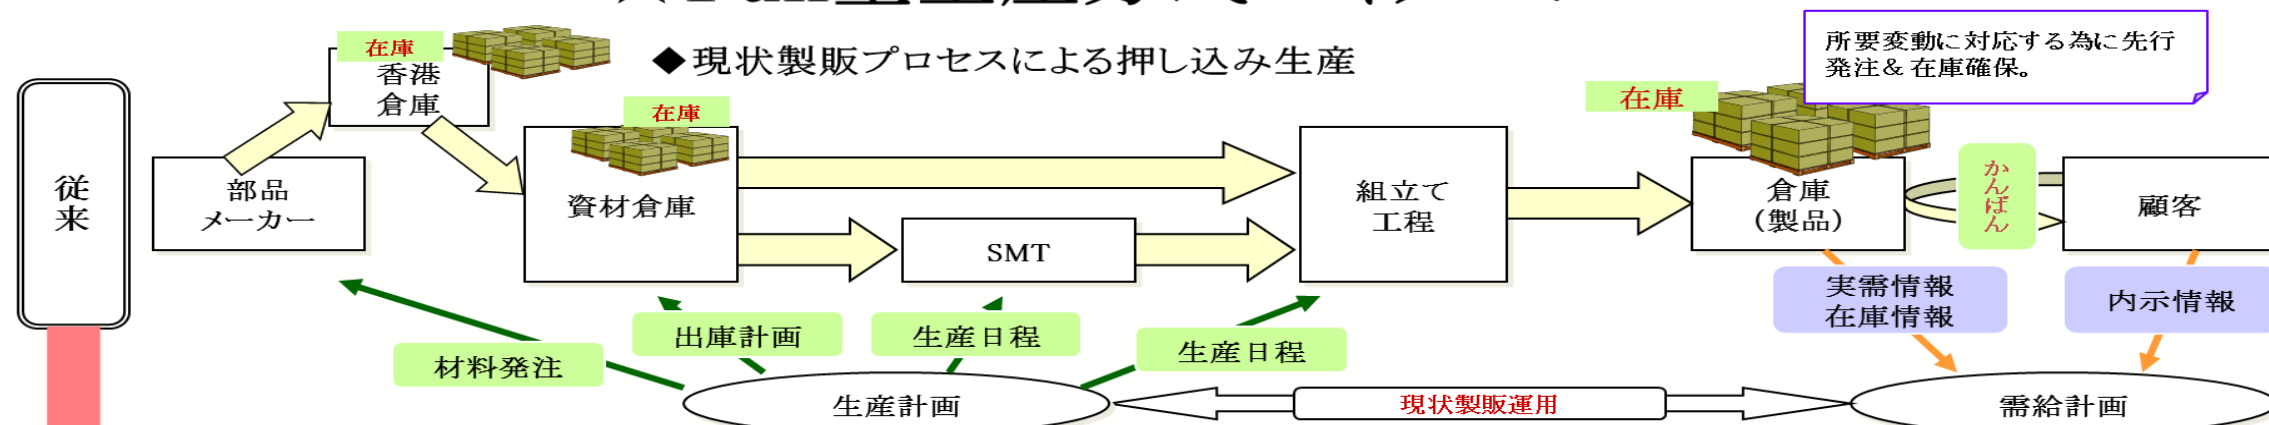 ◆現状製販プロセスによる押し込み生産
所要変動に対応する為に先行
発注&在庫確保。
従来
在庫
香港
倉庫
部品
メーカー
在庫
資材倉庫
SMT
組立て
工程
在庫
倉庫
(製品)
かんばん
顧客
実需情報
在庫情報
内示情報
材料発注
出庫計画
生産日程
生産日程
生産計画
現状製販運用
需給計画